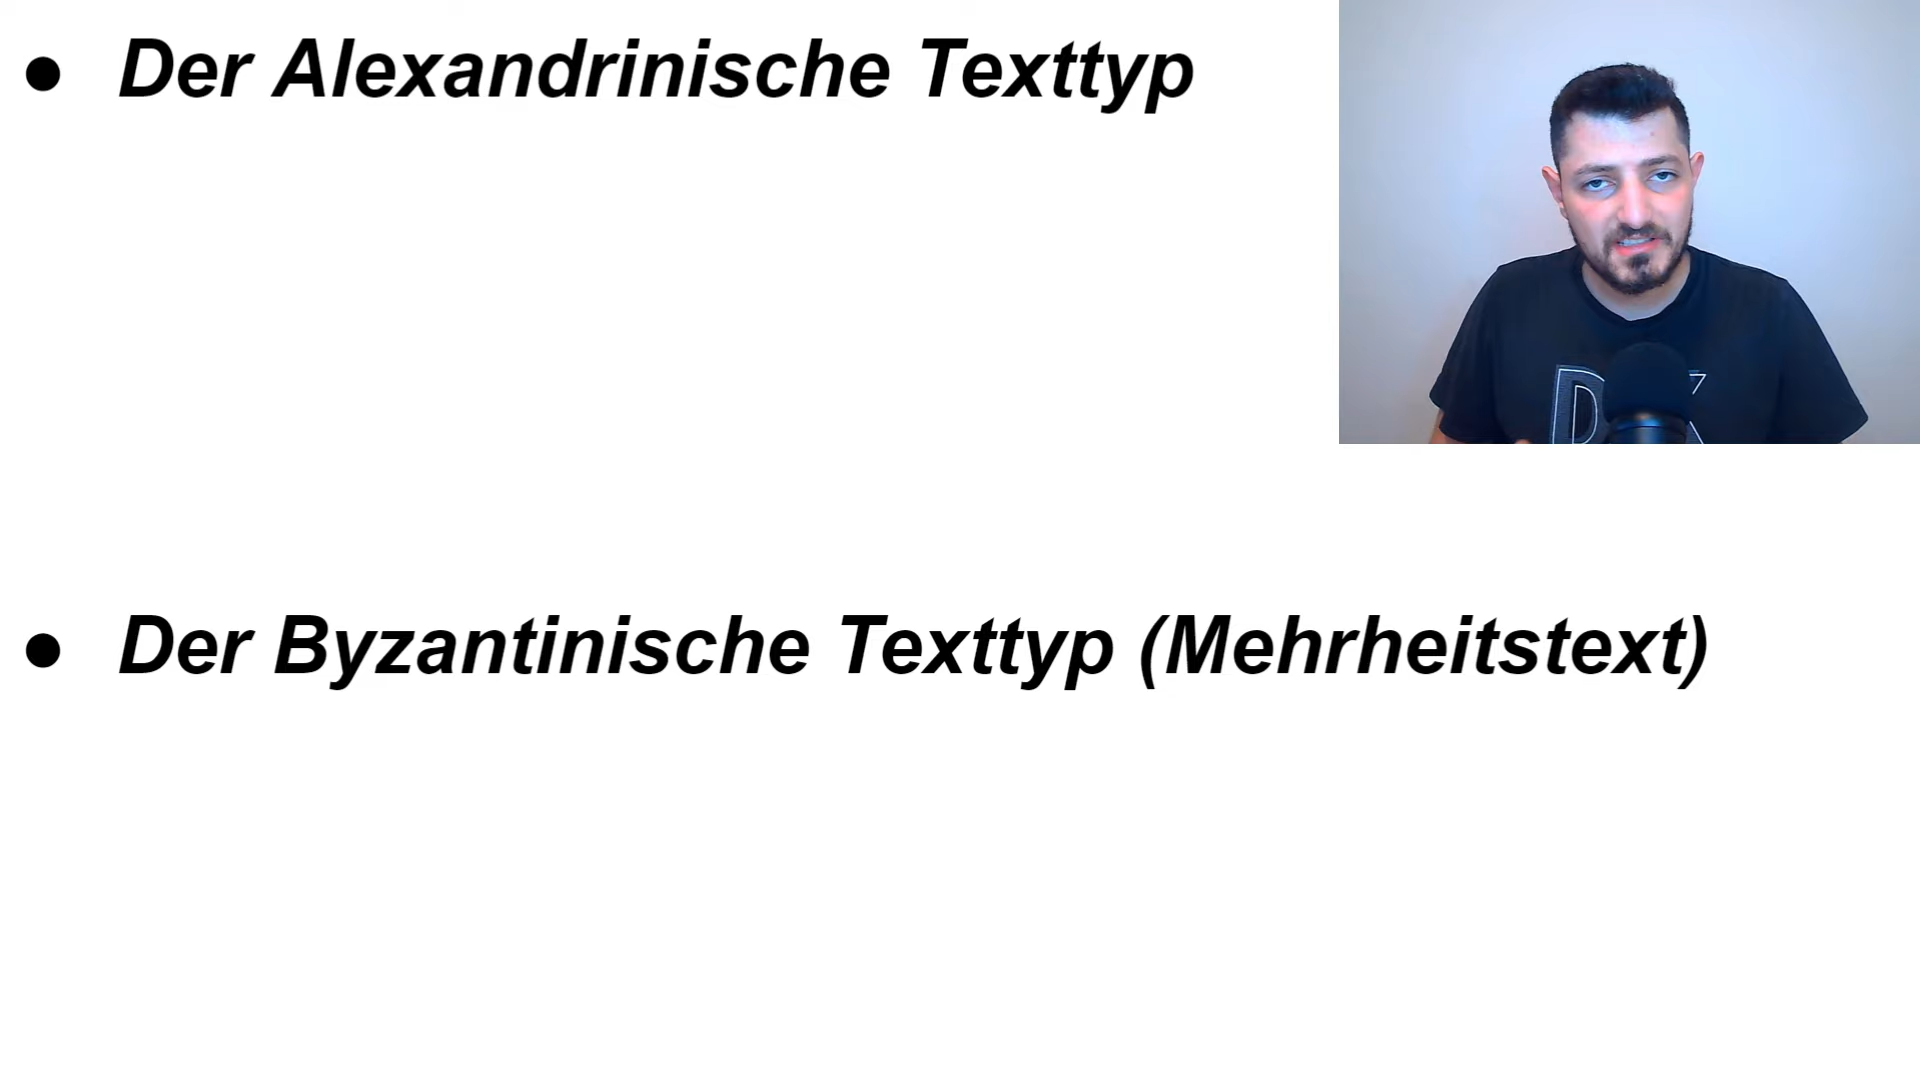 ● Der Alexandrinische Texttyp
● Der Byzantinische Texttyp (Mehrheitstext)